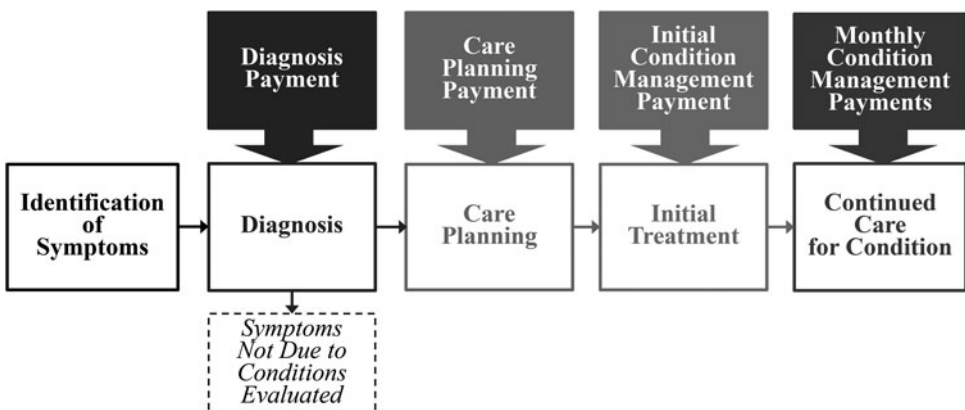 Diagnosis
Payment
Care
Planning
Payment
Initial
Condition
Management
Payment
Monthly
Condition
Management
Payments
Identification
of
Symptoms
Diagnosis
Care
Planning
Initial
Treatment
Continued
Care
for Condition
Symptoms
Not Due to
Conditions
Evaluated